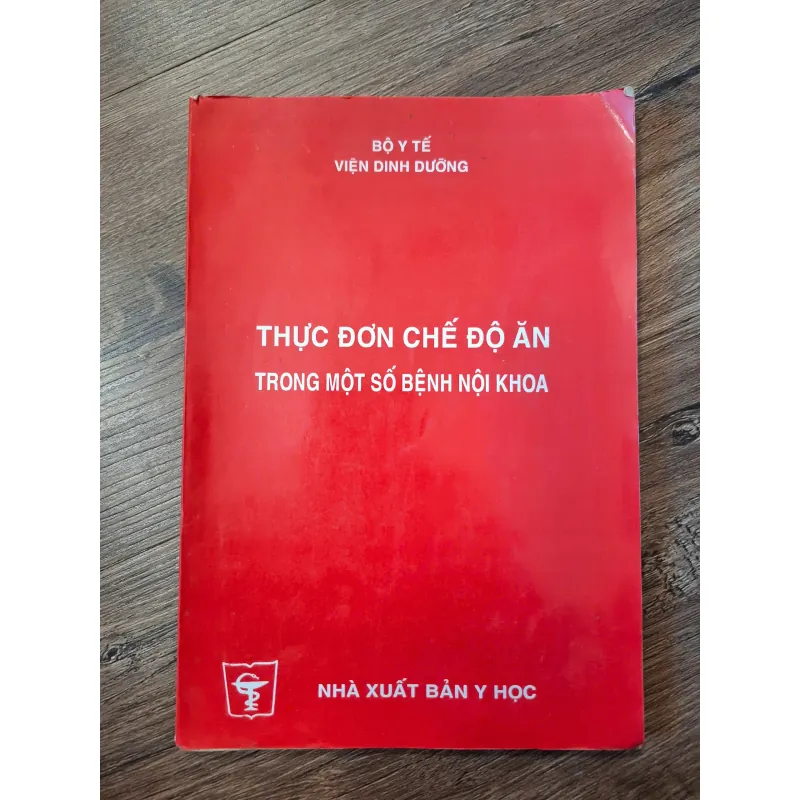 BỘ Y TẾ
VIỆN DINH DƯỠNG
THỰC ĐƠN CHẾ ĐỘ ĂN
TRONG MỘT SỐ BỆNH NỘI KHOA
NHÀ XUẤT BẢN Y HỌC